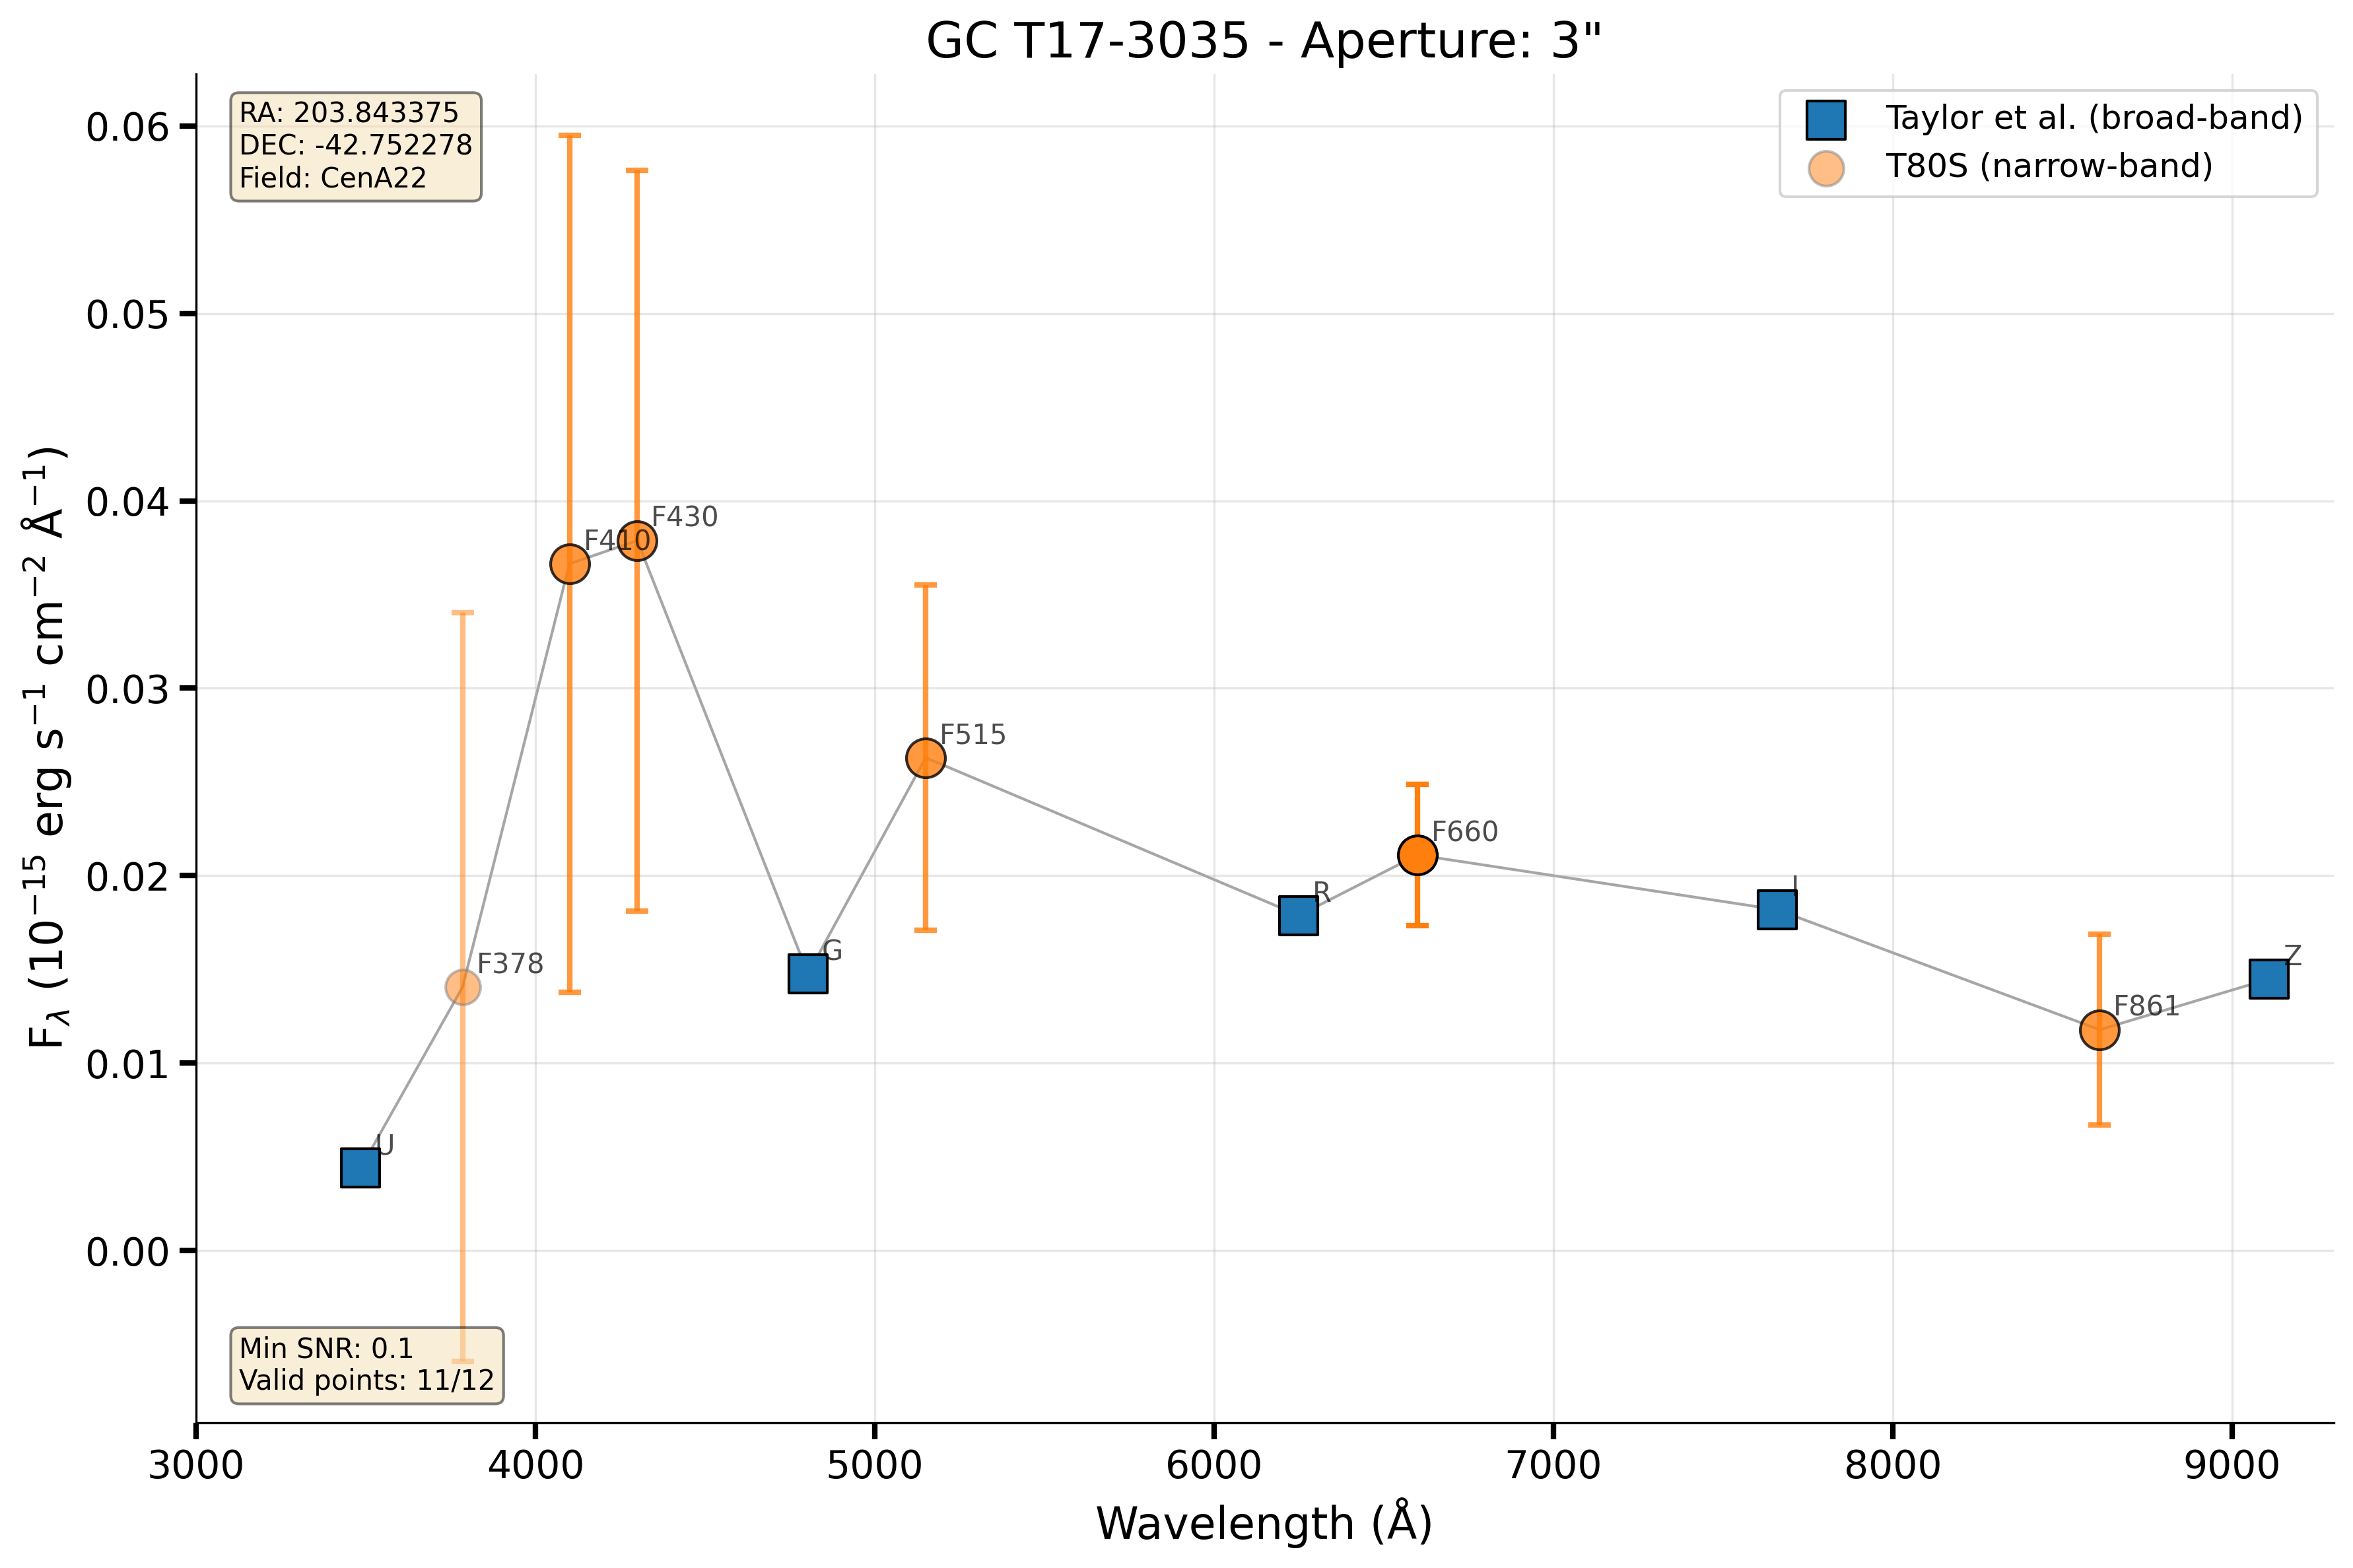 GC T17-3035 - Aperture: 3"
RA: 203.843375
DEC: -42.752278
Field: CenA22
Taylor et al. (broad-band)
T80S (narrow-band)
0.06
0.05
0.04
0.03
0.02
0.01
0.00
F_λ (10⁻¹⁵ erg s⁻¹ cm⁻² Å⁻¹)
U
F378
F410
F430
G
F515
R
F660
I
F861
Z
Min SNR: 0.1
Valid points: 11/12
3000 4000 5000 6000 7000 8000 9000
Wavelength (Å)